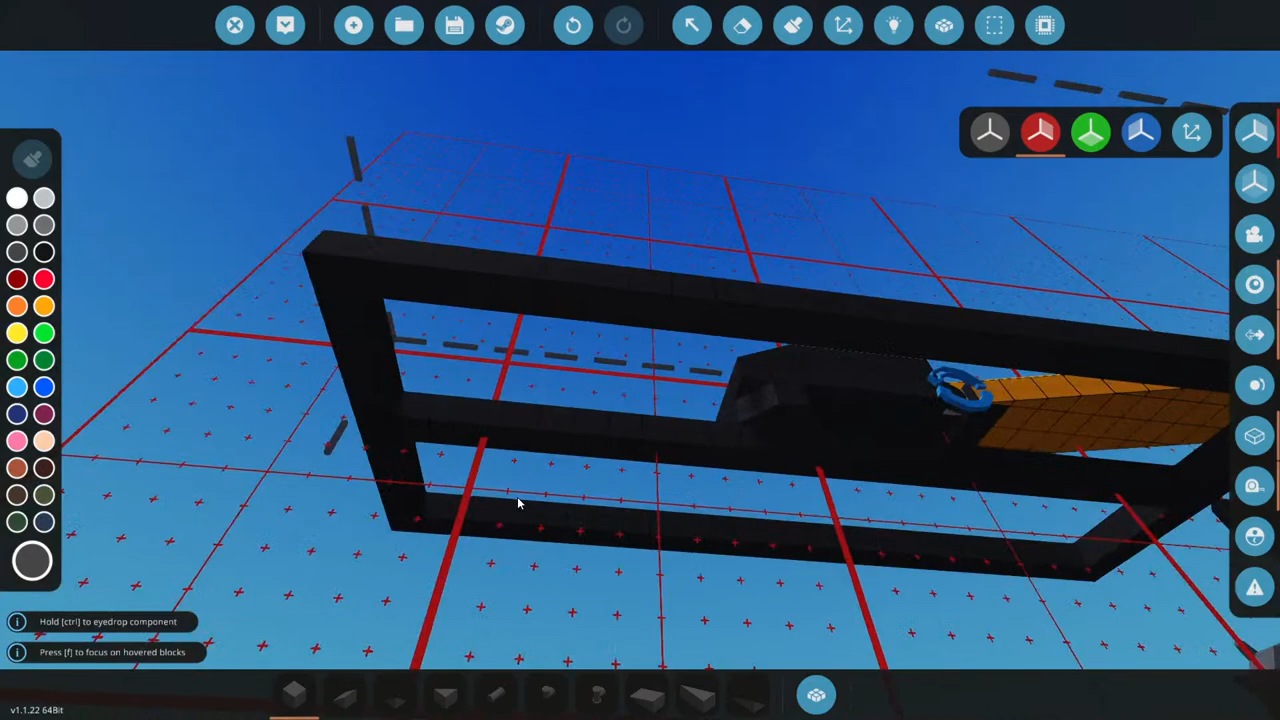 Hold [ctrl] to eyedrop component
Press [f] to focus on hovered blocks
v1.1.22 64Bit